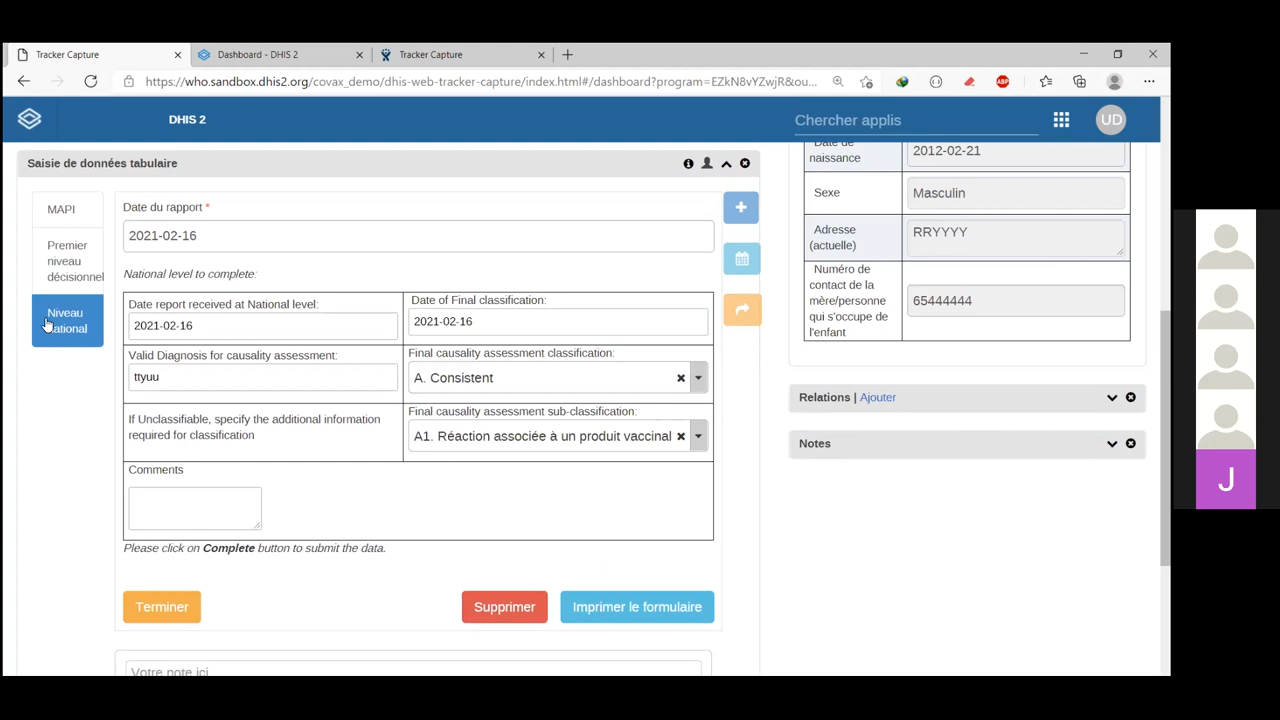 Tracker Capture
Dashboard - DHIS 2
Tracker Capture
https://who.sandbox.dhis2.org/covax_demo/dhis-web-tracker-capture/index.html#/dashboard?program=EZkN8vYZwjR&ou...
ABP
DHIS 2
Chercher applis
UD
Saisie de données tabulaire
MAPI
Premier
niveau
décisionnel
Niveau
national
Date du rapport *
2021-02-16
National level to complete:
Date report received at National level:
2021-02-16
Date of Final classification:
2021-02-16
Valid Diagnosis for causality assessment:
ttyuu
Final causality assessment classification:
A. Consistent
If Unclassifiable, specify the additional information
required for classification
Final causality assessment sub-classification:
A1. Réaction associée à un produit vaccinal
Comments
Please click on Complete button to submit the data.
Terminer
Supprimer
Imprimer le formulaire
Votre note ici
Date de
naissance
2012-02-21
Sexe
Masculin
Adresse
(actuelle)
RRYYYY
Numéro de
contact de la
mère/personne
qui s'occupe de
l'enfant
65444444
Relations | Ajouter
Notes
J